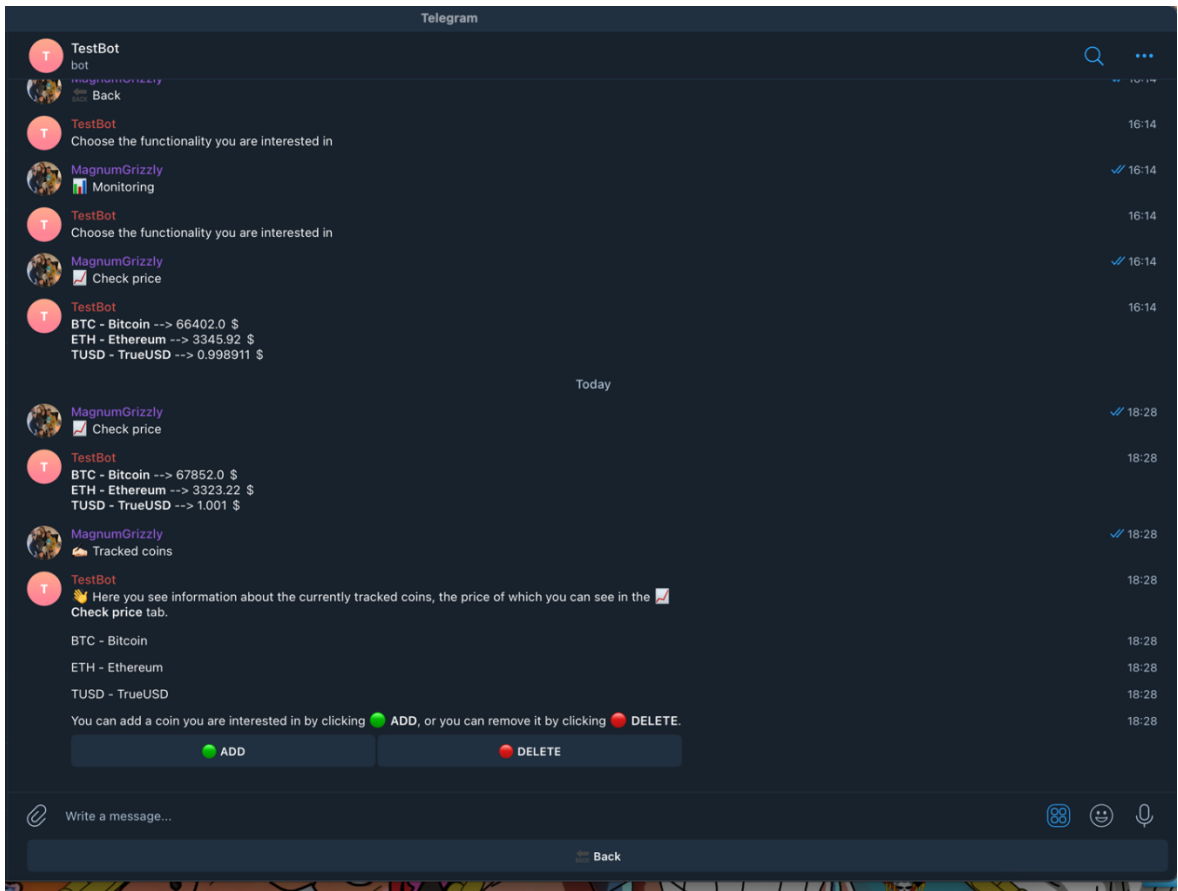 Telegram
T
TestBot
bot
MagnumGrizzly
BACK Back
T
TestBot
16:14
Choose the functionality you are interested in
MagnumGrizzly
16:14
Monitoring
T
TestBot
16:14
Choose the functionality you are interested in
MagnumGrizzly
16:14
Check price
T
TestBot
16:14
BTC - Bitcoin --> 66402.0 $
ETH - Ethereum --> 3345.92 $
TUSD - TrueUSD --> 0.998911 $
Today
MagnumGrizzly
18:28
Check price
T
TestBot
18:28
BTC - Bitcoin --> 67852.0 $
ETH - Ethereum --> 3323.22 $
TUSD - TrueUSD --> 1.001 $
MagnumGrizzly
18:28
Tracked coins
T
TestBot
18:28
👋 Here you see information about the currently tracked coins, the price of which you can see in the 📈
Check price tab.
BTC - Bitcoin
18:28
ETH - Ethereum
18:28
TUSD - TrueUSD
18:28
You can add a coin you are interested in by clicking 🟢 ADD, or you can remove it by clicking 🔴 DELETE.
18:28
ADD
DELETE
Write a message...
BACK Back